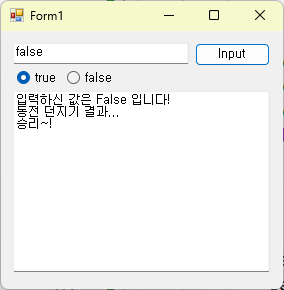 Form1
false
Input
true
false
입력하신 값은 False 입니다!
동전 던지기 결과...
승리~!